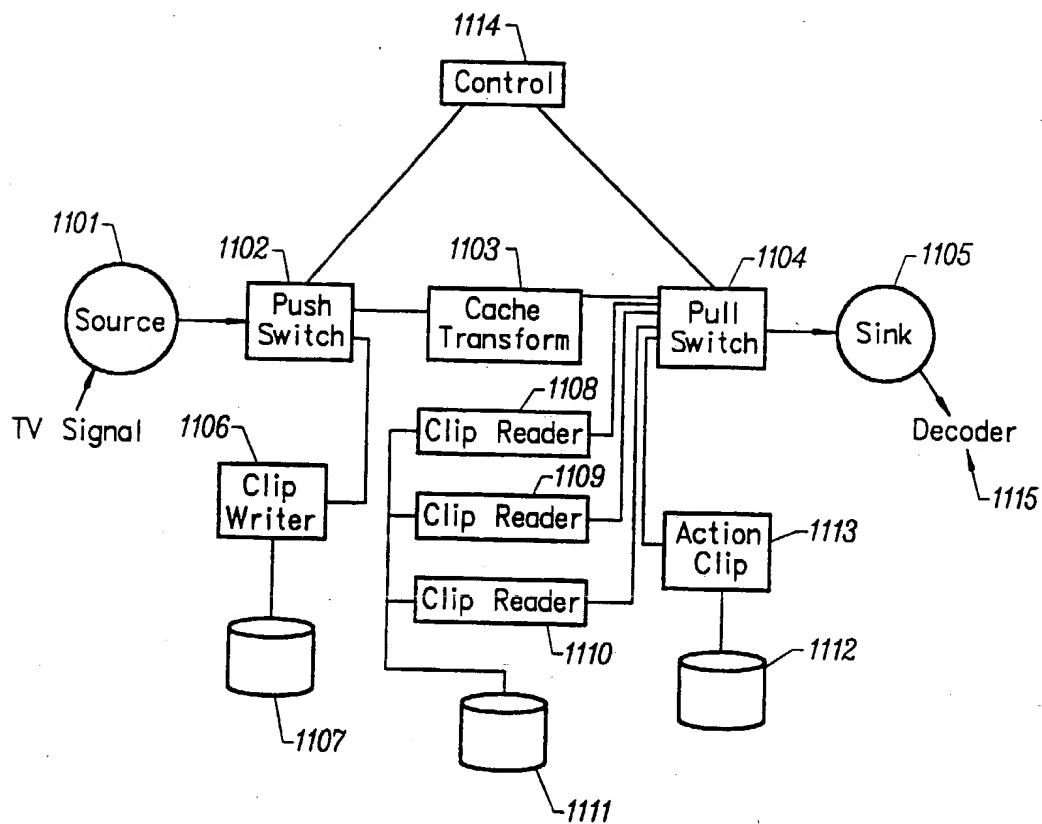 1114
Control
1101
1102
1103
1104
1105
Source
Push
Switch
Cache
Transform
Pull
Switch
Sink
TV Signal
1108
Clip Reader
Decoder
1106
Clip
Writer
1109
Clip Reader
1115
Action
Clip
1113
Clip Reader
1110
1112
1107
1111